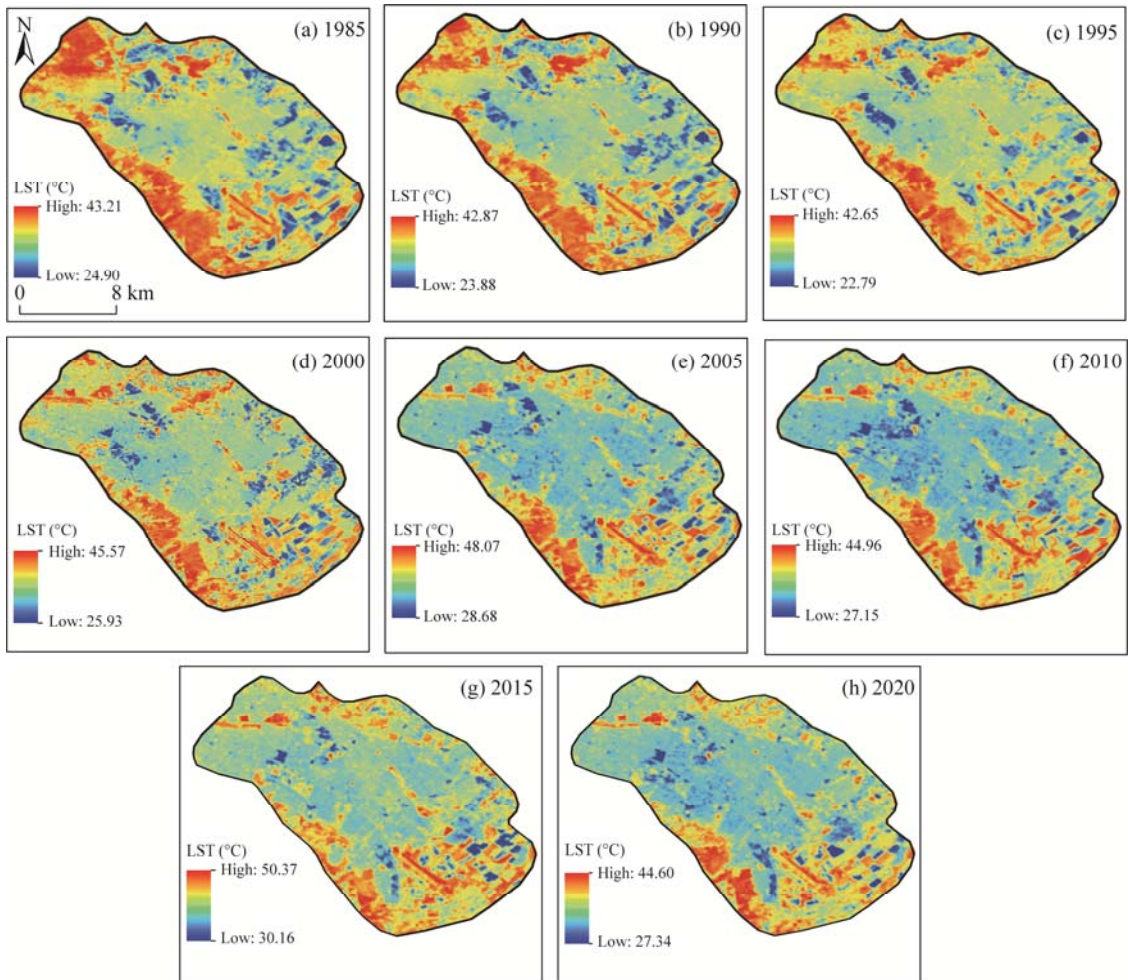 N
(a) 1985
LST (°C)
High: 43.21
Low: 24.90
0 8 km
(b) 1990
LST (°C)
High: 42.87
Low: 23.88
(c) 1995
LST (°C)
High: 42.65
Low: 22.79
(d) 2000
LST (°C)
High: 45.57
Low: 25.93
(e) 2005
LST (°C)
High: 48.07
Low: 28.68
(f) 2010
LST (°C)
High: 44.96
Low: 27.15
(g) 2015
LST (°C)
High: 50.37
Low: 30.16
(h) 2020
LST (°C)
High: 44.60
Low: 27.34